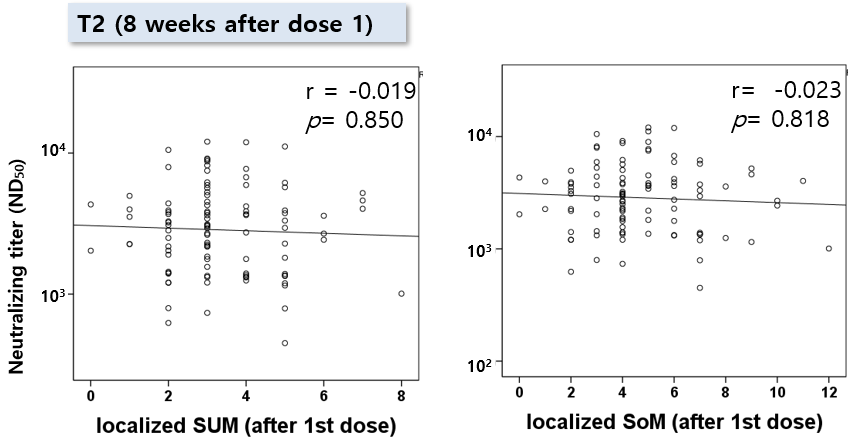 T2 (8 weeks after dose 1)
r = -0.019
p= 0.850
10⁴
10³
Neutralizing titer (ND₅₀)
0 2 4 6 8
localized SUM (after 1st dose)
r= -0.023
p= 0.818
10⁴
10³
10²
0 2 4 6 8 10 12
localized SoM (after 1st dose)